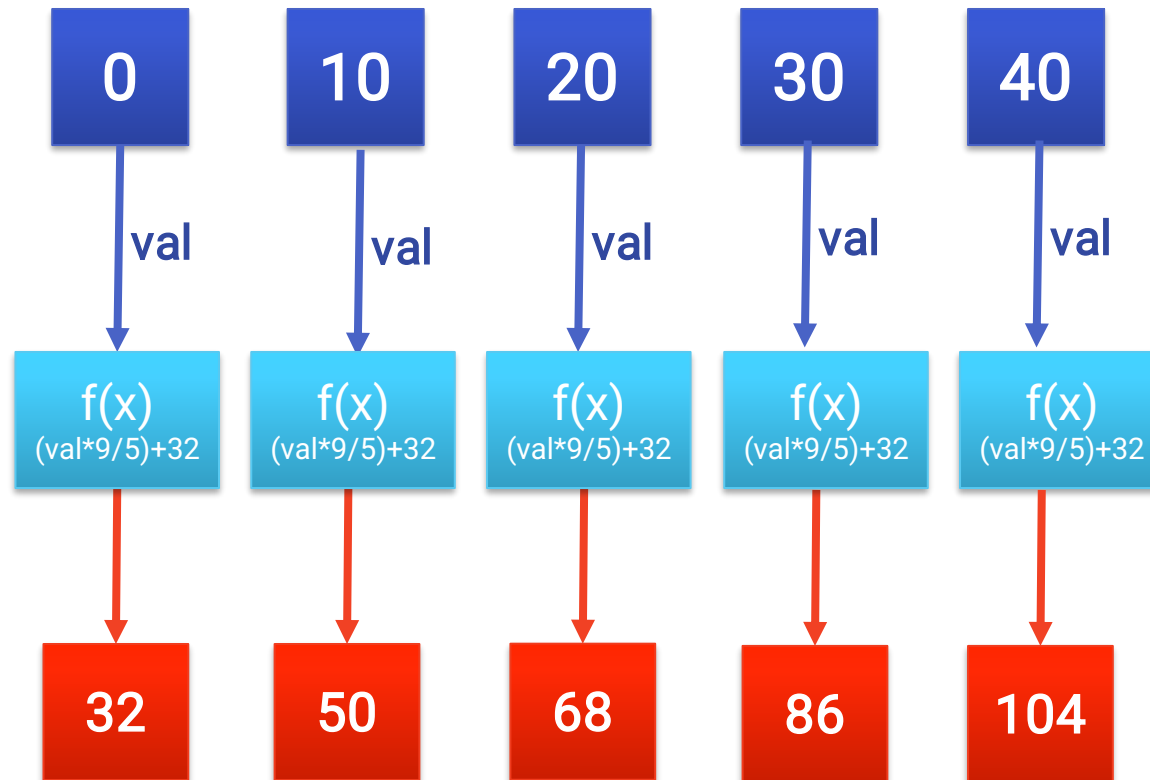 0
10
20
30
40
val
val
val
val
val
f(x)
(val*9/5)+32
f(x)
(val*9/5)+32
f(x)
(val*9/5)+32
f(x)
(val*9/5)+32
f(x)
(val*9/5)+32
32
50
68
86
104